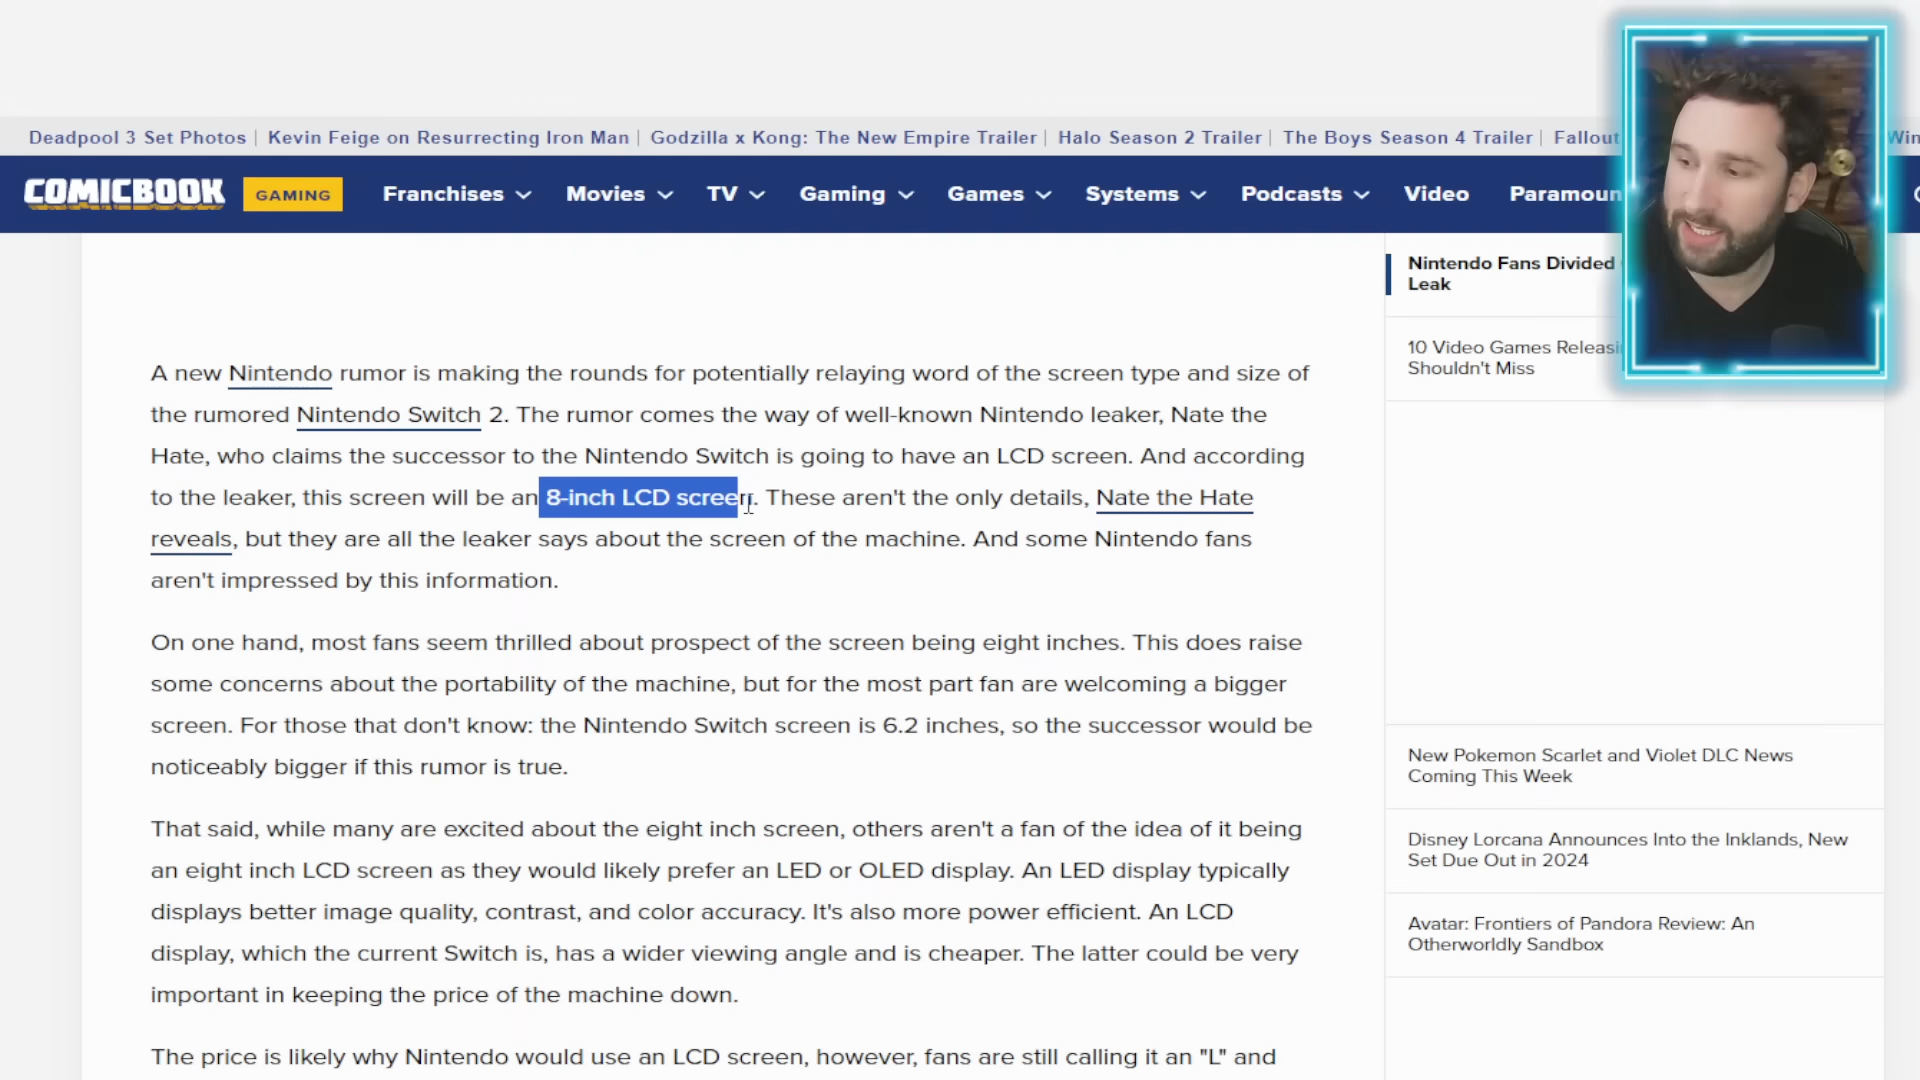 Deadpool 3 Set Photos | Kevin Feige on Resurrecting Iron Man | Godzilla x Kong: The New Empire Trailer | Halo Season 2 Trailer | The Boys Season 4 Trailer | Fallout
COMICBOOK GAMING Franchises Movies TV Gaming Games Systems Podcasts Video Paramoun
A new Nintendo rumor is making the rounds for potentially relaying word of the screen type and size of
the rumored Nintendo Switch 2. The rumor comes the way of well-known Nintendo leaker, Nate the
Hate, who claims the successor to the Nintendo Switch is going to have an LCD screen. And according
to the leaker, this screen will be an 8-inch LCD screen. These aren't the only details, Nate the Hate
reveals, but they are all the leaker says about the screen of the machine. And some Nintendo fans
aren't impressed by this information.
On one hand, most fans seem thrilled about prospect of the screen being eight inches. This does raise
some concerns about the portability of the machine, but for the most part fan are welcoming a bigger
screen. For those that don't know: the Nintendo Switch screen is 6.2 inches, so the successor would be
noticeably bigger if this rumor is true.
That said, while many are excited about the eight inch screen, others aren't a fan of the idea of it being
an eight inch LCD screen as they would likely prefer an LED or OLED display. An LED display typically
displays better image quality, contrast, and color accuracy. It's also more power efficient. An LCD
display, which the current Switch is, has a wider viewing angle and is cheaper. The latter could be very
important in keeping the price of the machine down.
The price is likely why Nintendo would use an LCD screen, however, fans are still calling it an "L" and
Nintendo Fans Divided
Leak
10 Video Games Releasi
Shouldn't Miss
New Pokemon Scarlet and Violet DLC News
Coming This Week
Disney Lorcana Announces Into the Inklands, New
Set Due Out in 2024
Avatar: Frontiers of Pandora Review: An
Otherworldly Sandbox